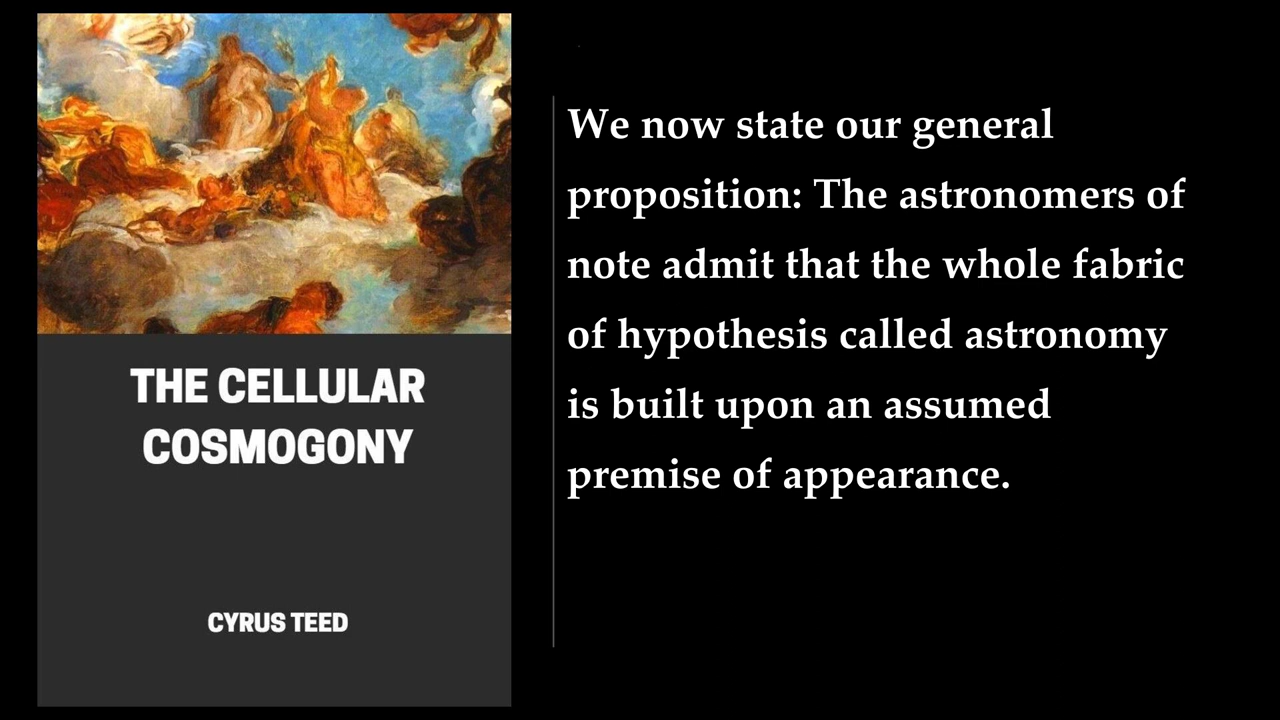 THE CELLULAR
COSMOGONY
CYRUS TEED
We now state our general
proposition: The astronomers of
note admit that the whole fabric
of hypothesis called astronomy
is built upon an assumed
premise of appearance.